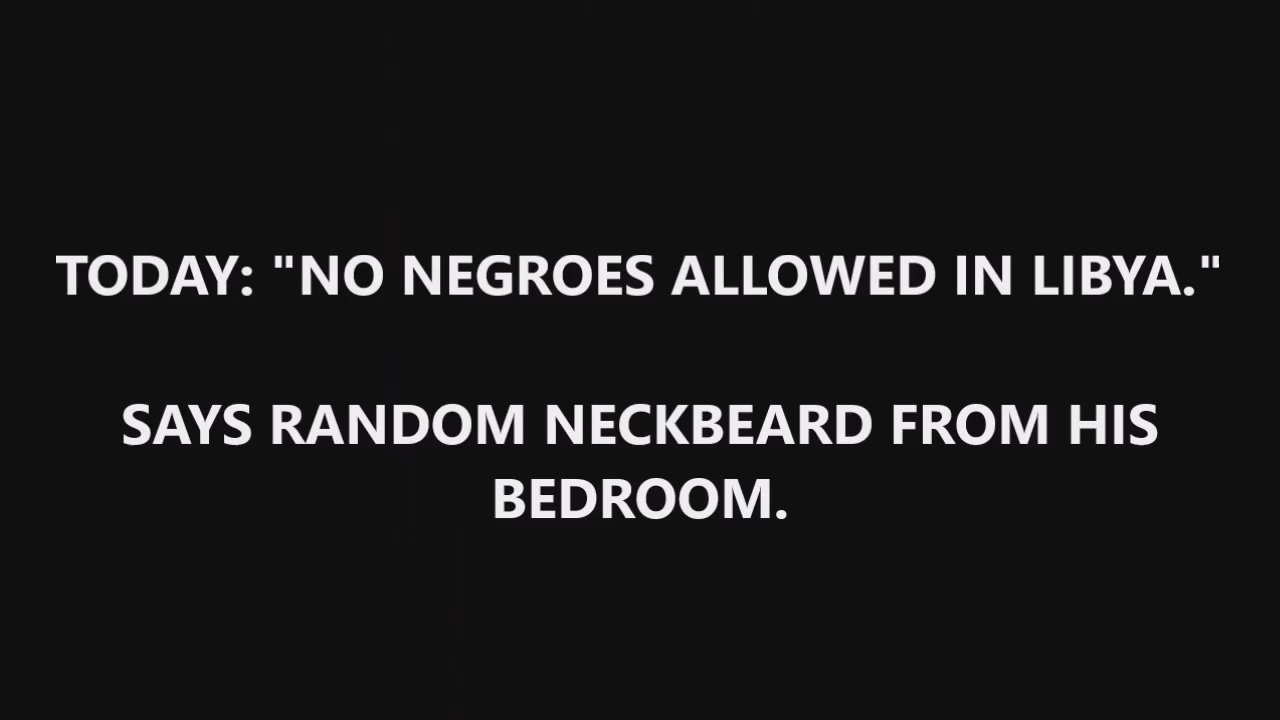 TODAY: "NO NEGROES ALLOWED IN LIBYA."
SAYS RANDOM NECKBEARD FROM HIS
BEDROOM.